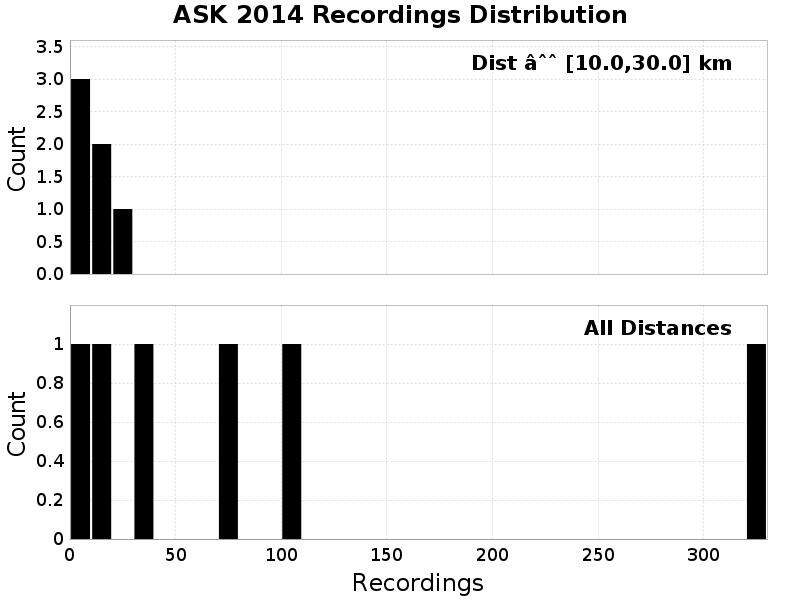 ASK 2014 Recordings Distribution
Dist âˆˆ [10.0,30.0] km
3.5
3.0
2.5
2.0
1.5
1.0
0.5
0.0
Count
All Distances
1
0.8
0.6
0.4
0.2
0
Count
0 50 100 150 200 250 300
Recordings